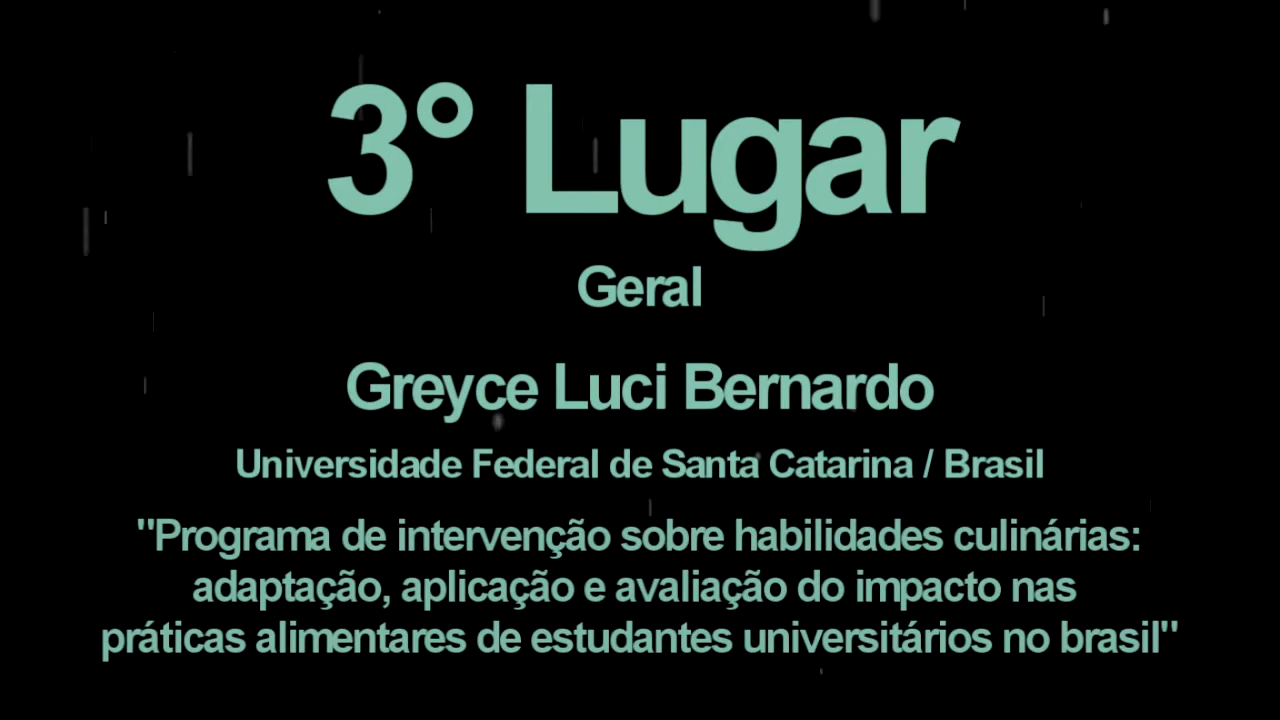 3° Lugar
Geral
Greyce Luci Bernardo
Universidade Federal de Santa Catarina / Brasil
"Programa de intervenção sobre habilidades culinárias:
adaptação, aplicação e avaliação do impacto nas
práticas alimentares de estudantes universitários no brasil"